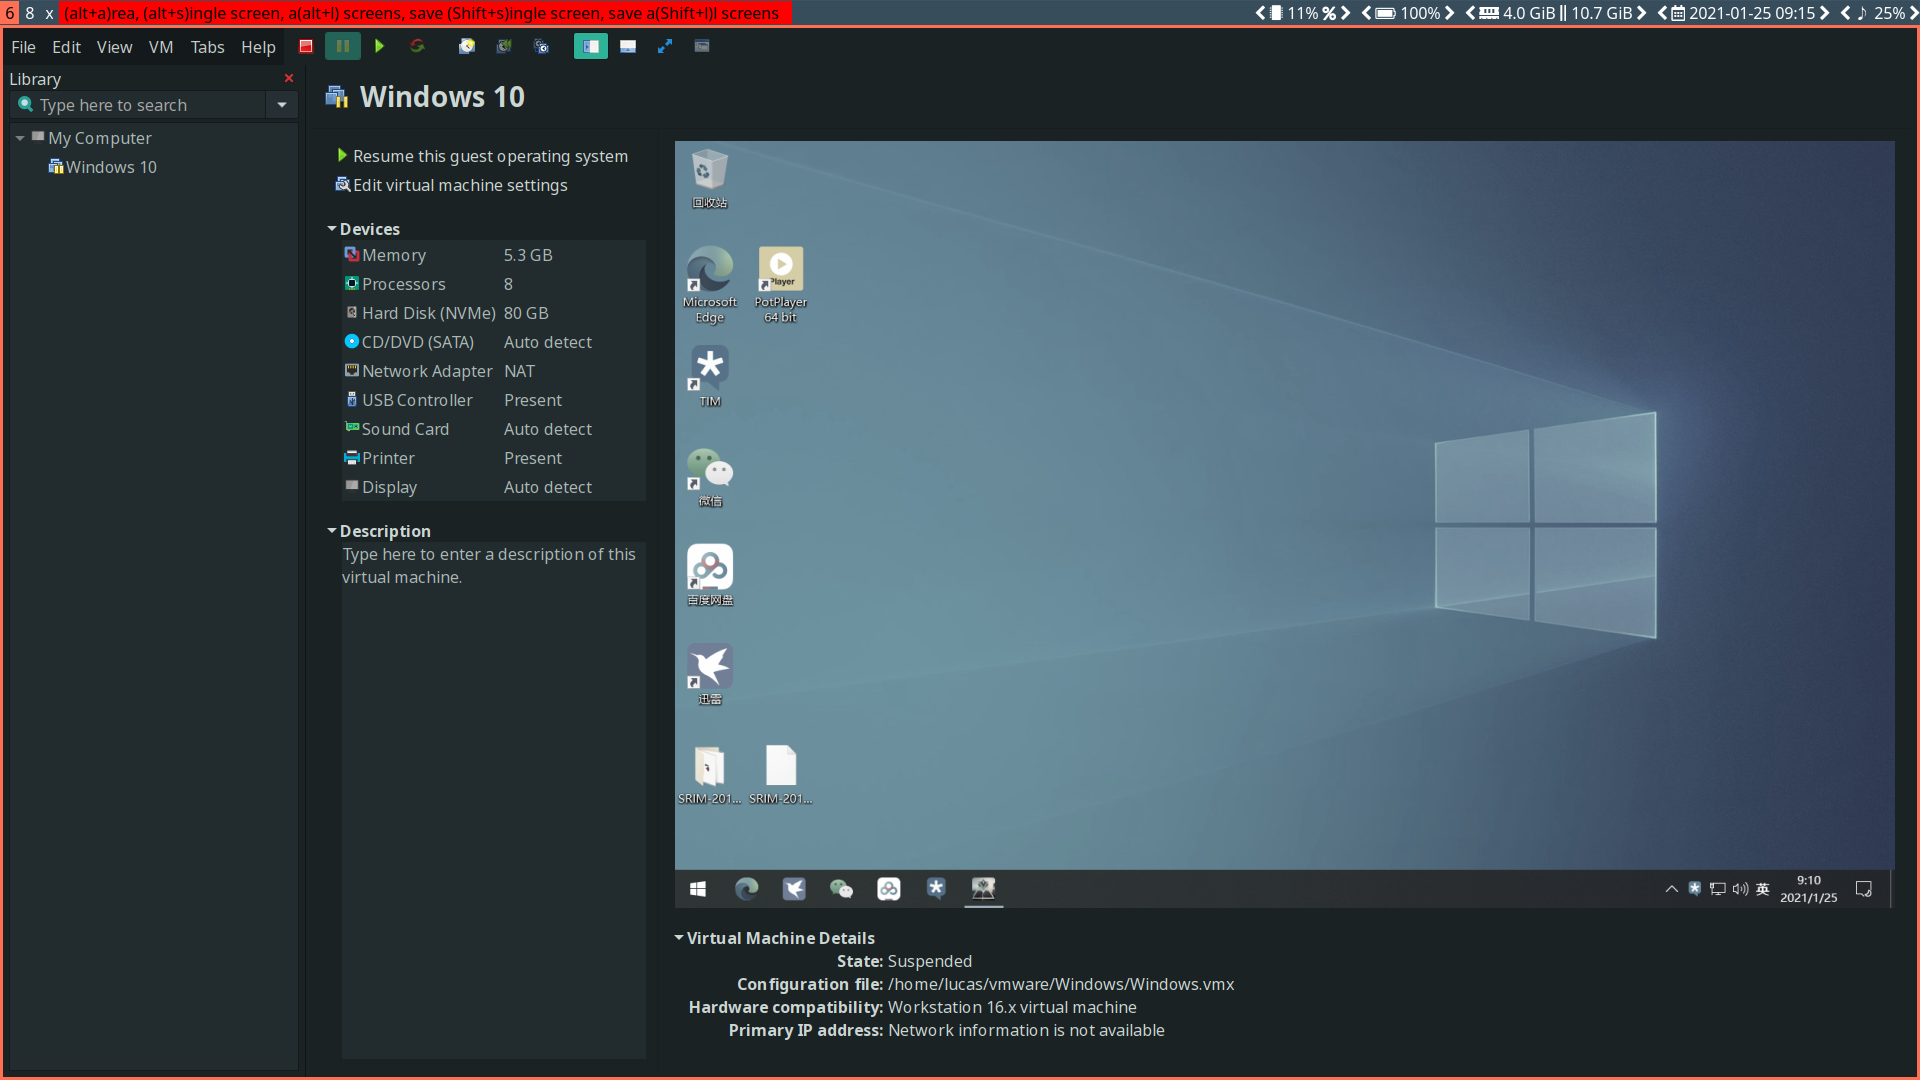 6 8 x (alt+a)rea, (alt+s)ingle screen, a(alt+l) screens, save (Shift+s)ingle screen, save a(Shift+l)l screens
11% 100% 4.0 GiB|| 10.7 GiB 2021-01-25 09:15 25%
File Edit View VM Tabs Help
Library
Type here to search
My Computer
Windows 10
Windows 10
Resume this guest operating system
Edit virtual machine settings
Devices
Memory 5.3 GB
Processors 8
Hard Disk (NVMe) 80 GB
CD/DVD (SATA) Auto detect
Network Adapter NAT
USB Controller Present
Sound Card Auto detect
Printer Present
Display Auto detect
Description
Type here to enter a description of this
virtual machine.
回收站
Player
Microsoft
Edge
PotPlayer
64 bit
TIM
微信
百度网盘
迅雷
SRIM-201... SRIM-201...
英
9:10
2021/1/25
Virtual Machine Details
State: Suspended
Configuration file: /home/lucas/vmware/Windows/Windows.vmx
Hardware compatibility: Workstation 16.x virtual machine
Primary IP address: Network information is not available